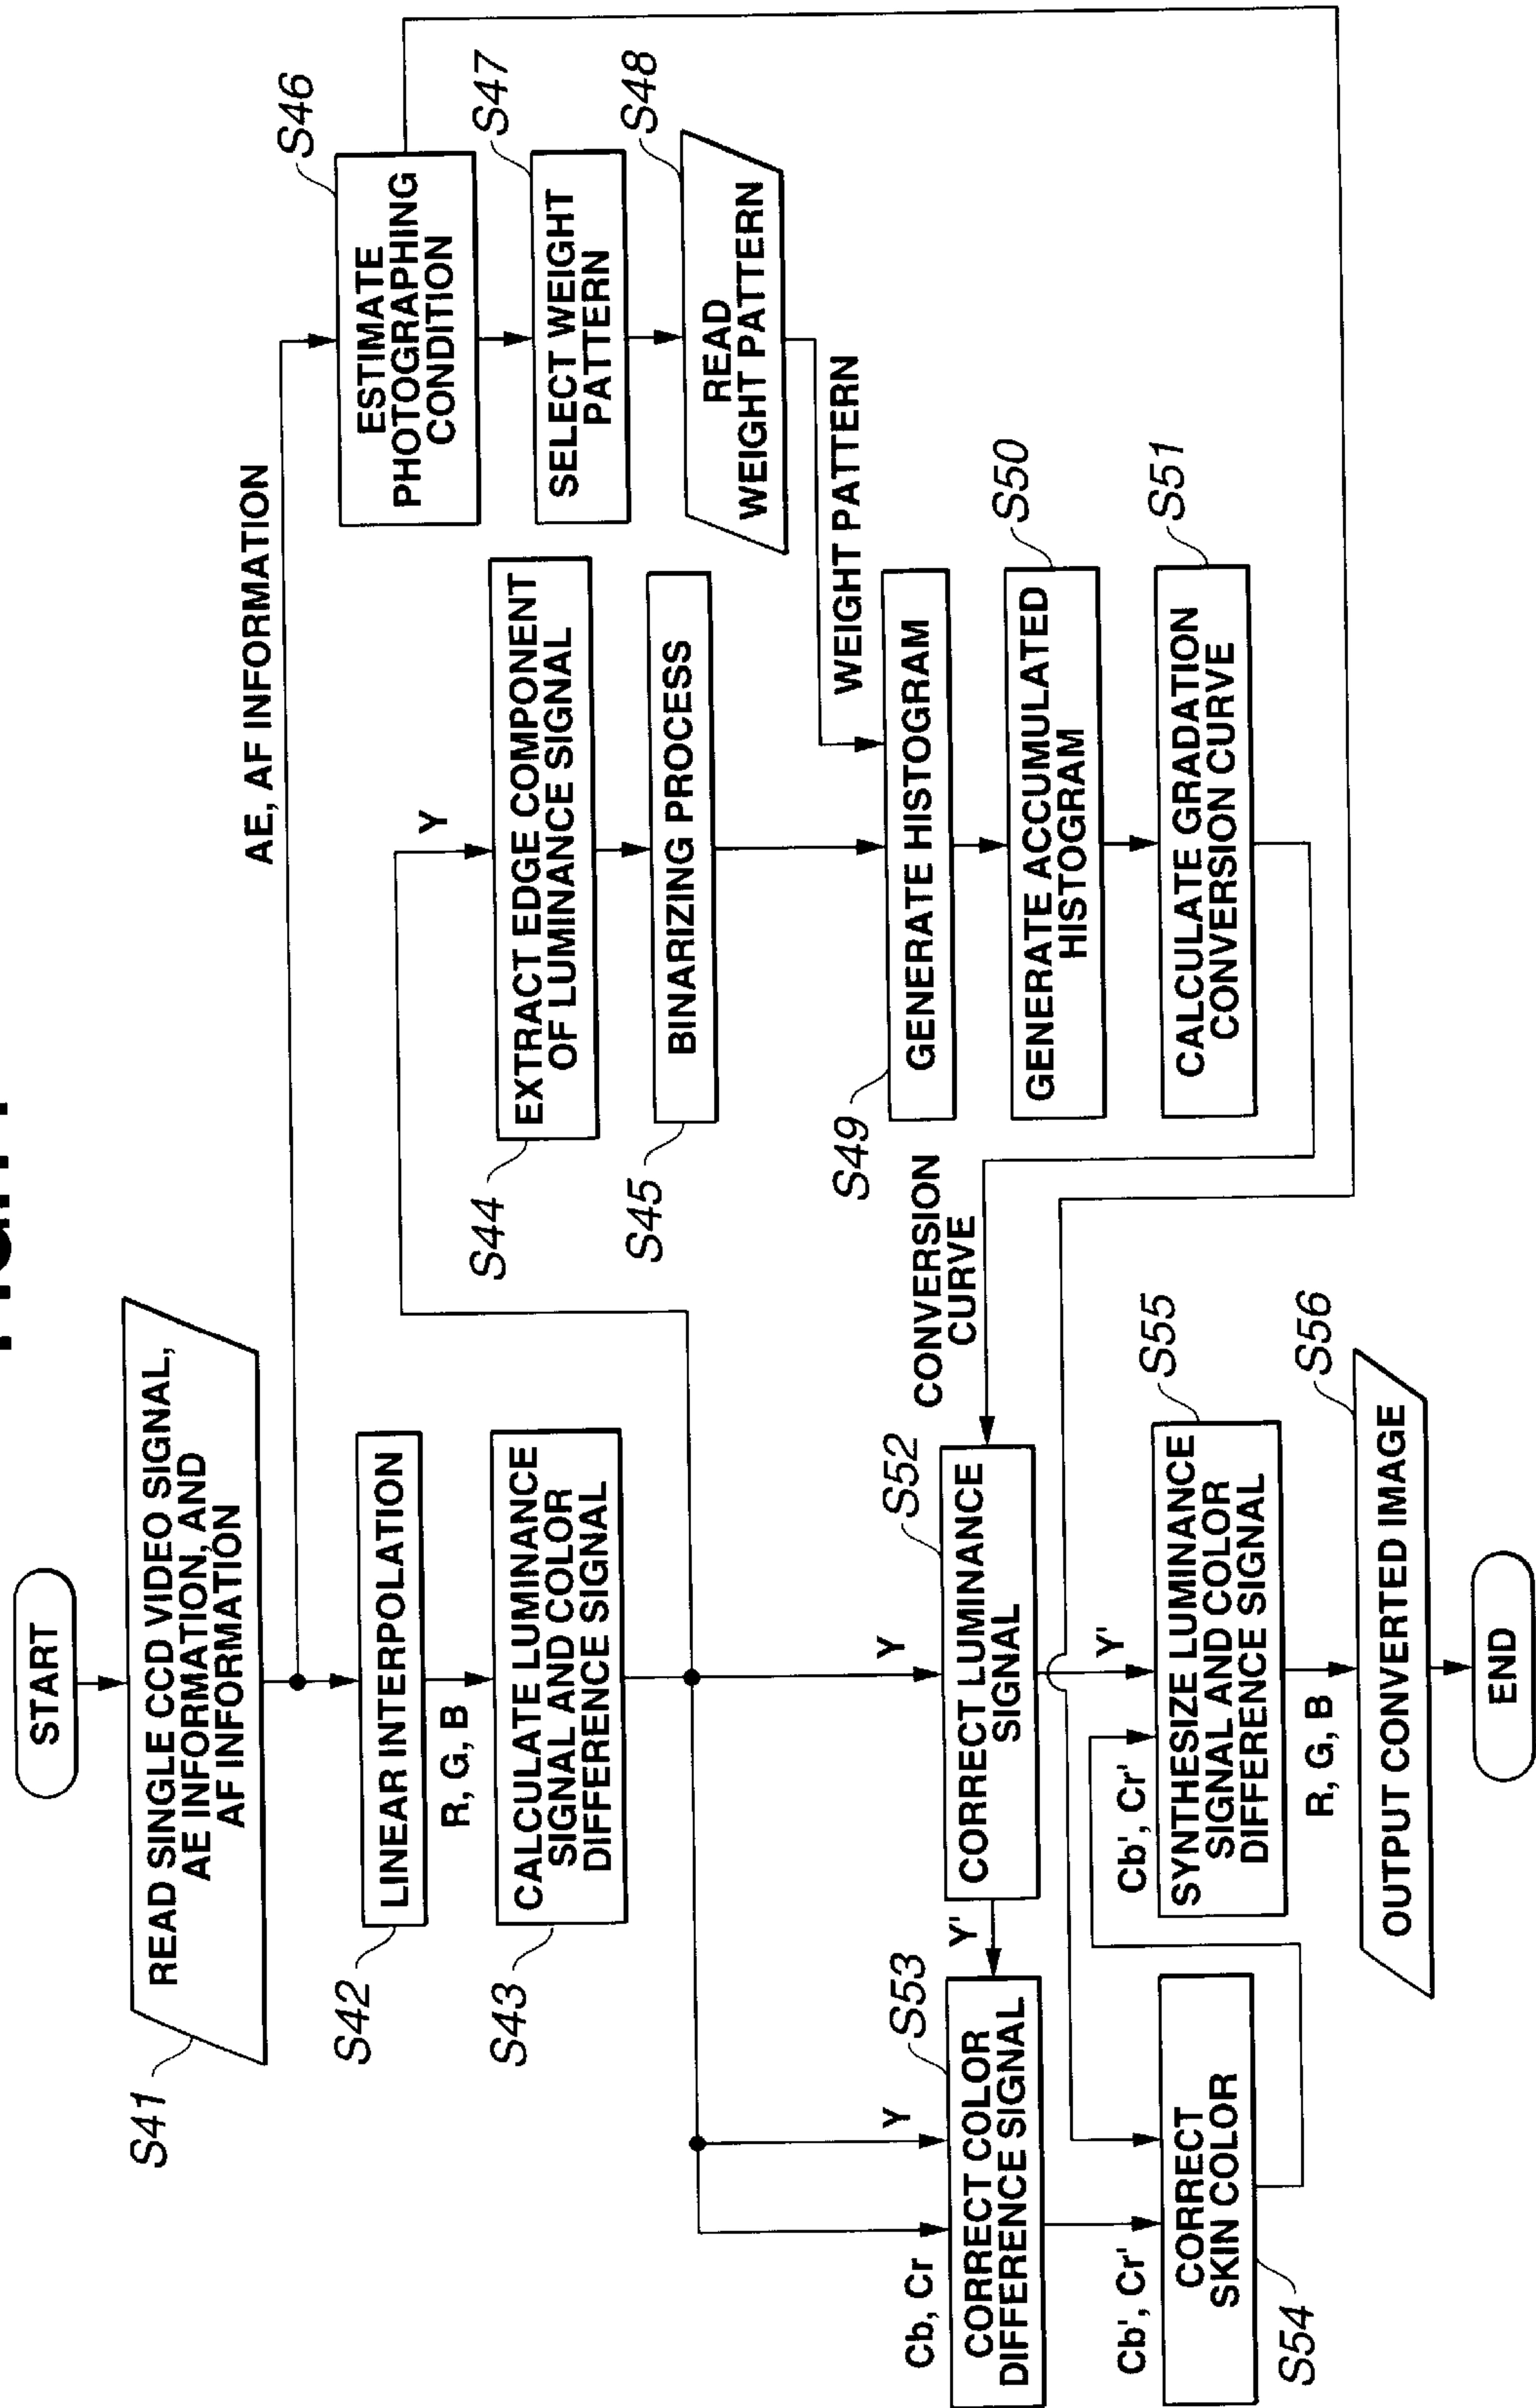 START
READ SINGLE CCD VIDEO SIGNAL,
AE INFORMATION, AND
AF INFORMATION
S41
AE, AF INFORMATION
LINEAR INTERPOLATION
S42
R, G, B
CALCULATE LUMINANCE
SIGNAL AND COLOR
DIFFERENCE SIGNAL
S43
Y
EXTRACT EDGE COMPONENT
OF LUMINANCE SIGNAL
S44
BINARIZING PROCESS
S45
ESTIMATE
PHOTOGRAPHING
CONDITION
S46
SELECT WEIGHT
PATTERN
S47
READ
WEIGHT PATTERN
S48
WEIGHT PATTERN
GENERATE HISTOGRAM
S49
GENERATE ACCUMULATED
HISTOGRAM
S50
CALCULATE GRADATION
CONVERSION CURVE
S51
CONVERSION
CURVE
Y
CORRECT LUMINANCE
SIGNAL
S52
Y'
Cb, Cr
Y
CORRECT COLOR
DIFFERENCE SIGNAL
S53
Cb', Cr'
CORRECT
SKIN COLOR
S54
Cb', Cr'
Y'
SYNTHESIZE LUMINANCE
SIGNAL AND COLOR
DIFFERENCE SIGNAL
S55
R, G, B
OUTPUT CONVERTED IMAGE
S56
END